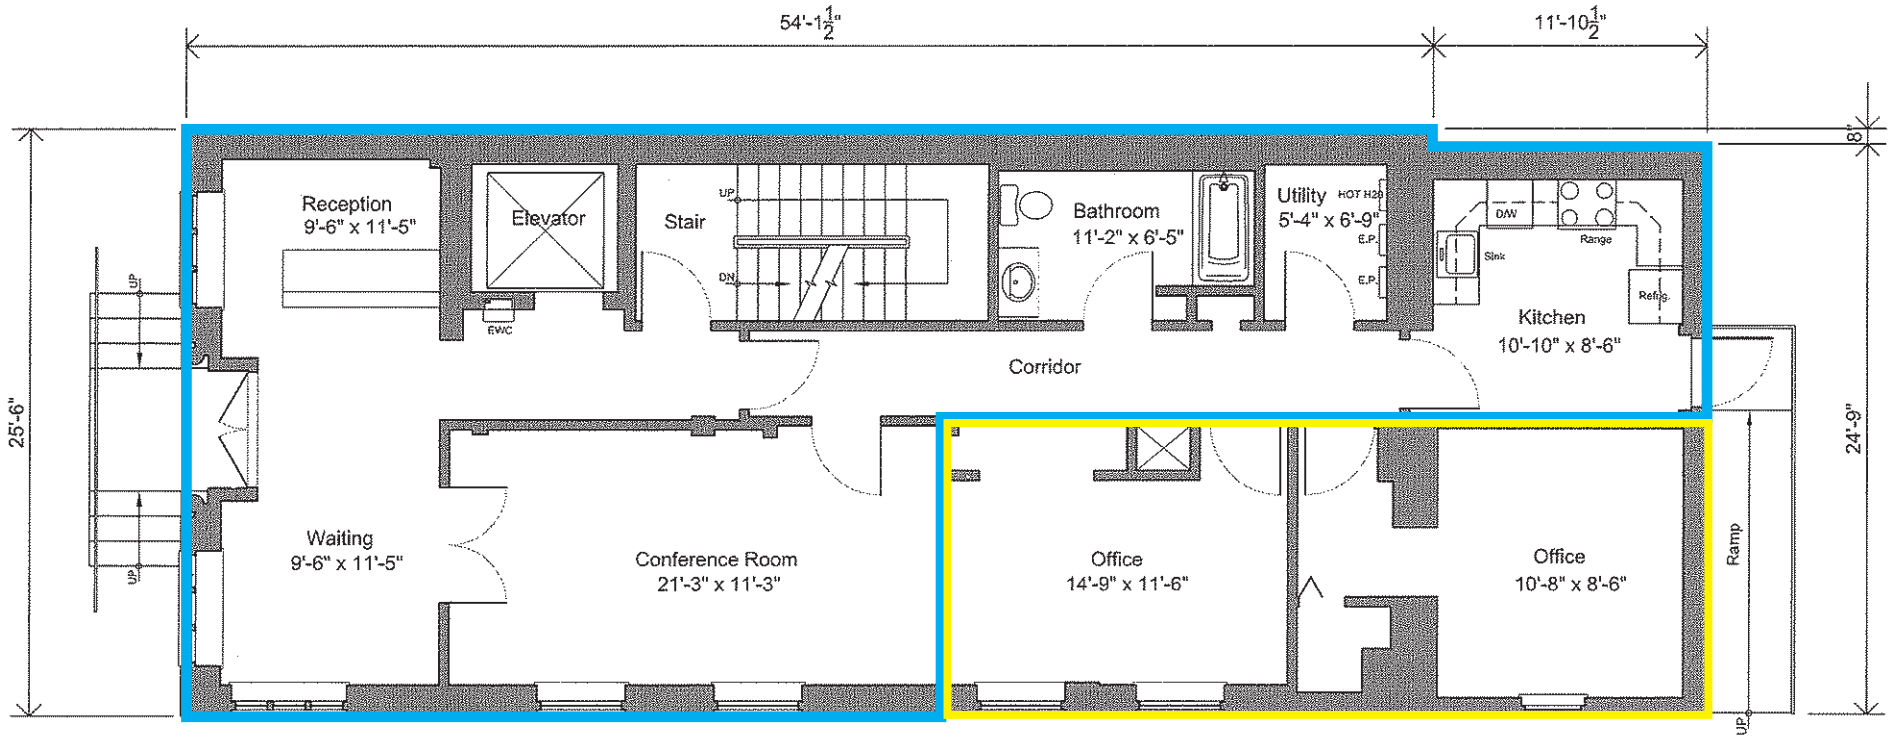 54'-1 1/2"
11'-10 1/2"
8"
25'-6"
24'-9"
Reception
9'-6" x 11'-5"
Elevator
EWC
Stair
UP
DN
Bathroom
11'-2" x 6'-5"
Utility
5'-4" x 6'-9"
HOT H20
E.P.
E.P.
D/W
Range
Sink
Refrig.
Kitchen
10'-10" x 8'-6"
UP
UP
Corridor
Waiting
9'-6" x 11'-5"
Conference Room
21'-3" x 11'-3"
Office
14'-9" x 11'-6"
Office
10'-8" x 8'-6"
Ramp
UP